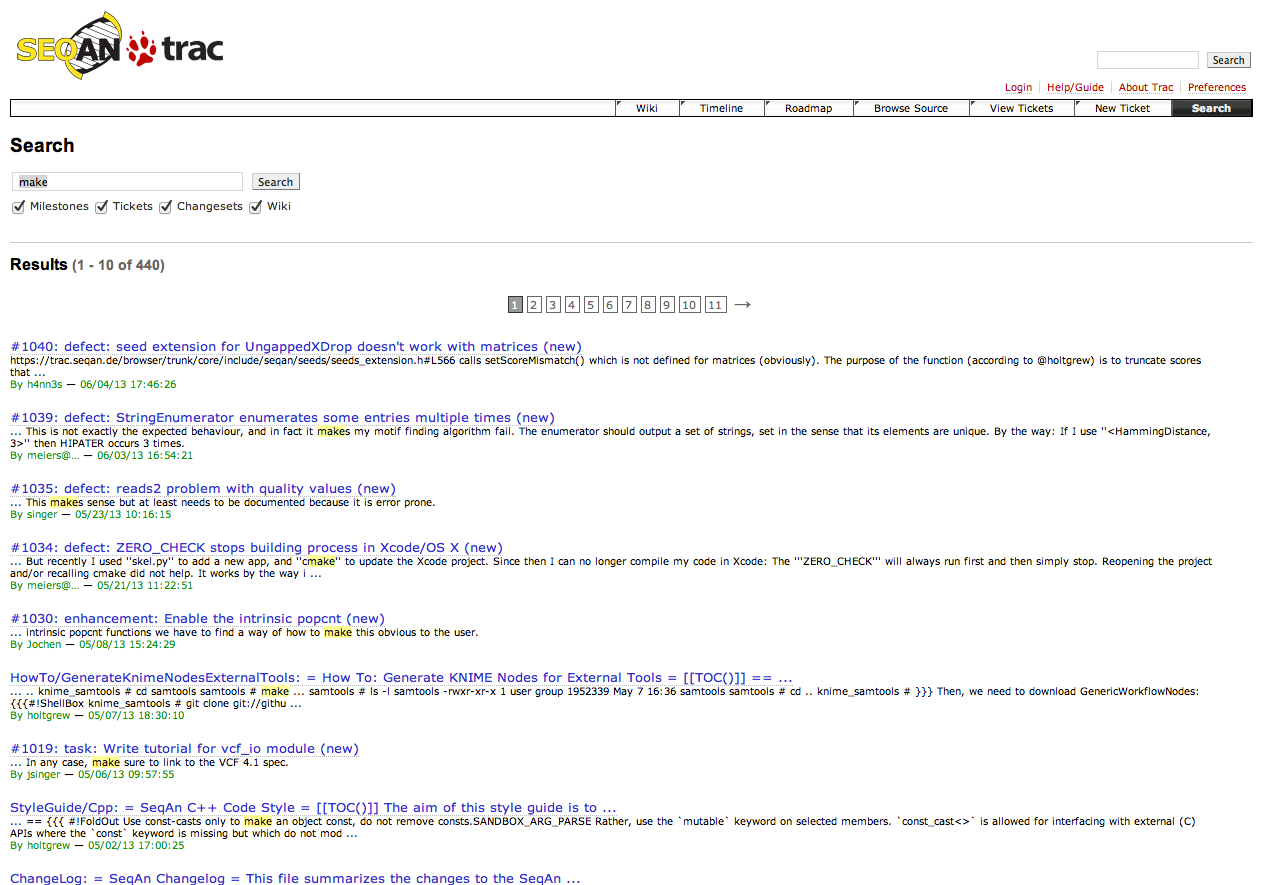 SEQAN trac
Search
Login Help/Guide About Trac Preferences
Wiki Timeline Roadmap Browse Source View Tickets New Ticket Search
Search
make Search
Milestones Tickets Changesets Wiki
Results (1 - 10 of 440)
1 2 3 4 5 6 7 8 9 10 11 →
#1040: defect: seed extension for UngappedXDrop doesn't work with matrices (new)
https://trac.seqan.de/browser/trunk/core/include/seqan/seeds/seeds_extension.h#L566 calls setScoreMismatch() which is not defined for matrices (obviously). The purpose of the function (according to @holtgrew) is to truncate scores
that ...
By h4nn3s — 06/04/13 17:46:26
#1039: defect: StringEnumerator enumerates some entries multiple times (new)
... This is not exactly the expected behaviour, and in fact it makes my motif finding algorithm fail. The enumerator should output a set of strings, set in the sense that its elements are unique. By the way: If I use "<HammingDistance,
3>" then HIPATER occurs 3 times.
By meiers@... — 06/03/13 16:54:21
#1035: defect: reads2 problem with quality values (new)
... This makes sense but at least needs to be documented because it is error prone.
By singer — 05/23/13 10:16:15
#1034: defect: ZERO_CHECK stops building process in Xcode/OS X (new)
... But recently I used ''skel.py'' to add a new app, and ''cmake'' to update the Xcode project. Since then I can no longer compile my code in Xcode: The '''ZERO_CHECK''' will always run first and then simply stop. Reopening the project
and/or recalling cmake did not help. It works by the way i ...
By meiers@... — 05/21/13 11:22:51
#1030: enhancement: Enable the intrinsic popcnt (new)
... intrinsic popcnt functions we have to find a way of how to make this obvious to the user.
By Jochen — 05/08/13 15:24:29
HowTo/GenerateKnimeNodesExternalTools: = How To: Generate KNIME Nodes for External Tools = [[TOC()]] == ...
... .. knime_samtools # cd samtools samtools # make ... samtools # ls -l samtools -rwxr-xr-x 1 user group 1952339 May 7 16:36 samtools samtools # cd .. knime_samtools # }}} Then, we need to download GenericWorkflowNodes:
{{{#!ShellBox knime_samtools # git clone git://githu ...
By holtgrew — 05/07/13 18:30:10
#1019: task: Write tutorial for vcf_io module (new)
... In any case, make sure to link to the VCF 4.1 spec.
By jsinger — 05/06/13 09:57:55
StyleGuide/Cpp: = SeqAn C++ Code Style = [[TOC()]] The aim of this style guide is to ...
... == {{{ #!FoldOut Use const-casts only to make an object const, do not remove consts.SANDBOX_ARG_PARSE Rather, use the `mutable` keyword on selected members. `const_cast<>` is allowed for interfacing with external (C)
APIs where the `const` keyword is missing but which do not mod ...
By holtgrew — 05/02/13 17:00:25
ChangeLog: = SeqAn Changelog = This file summarizes the changes to the SeqAn ...